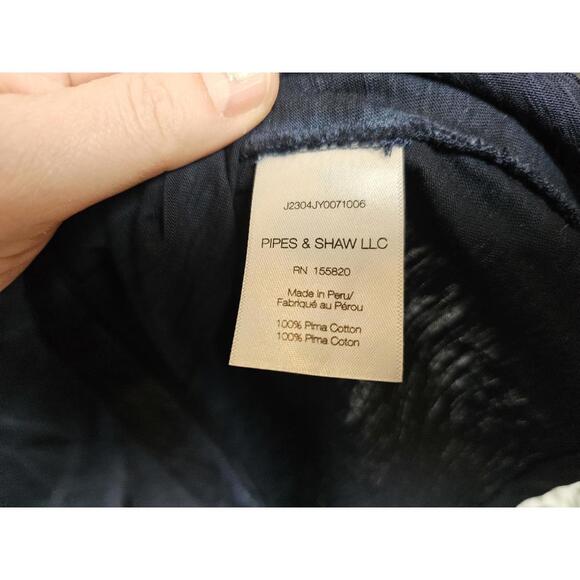 J2304JY0071006
PIPES & SHAW LLC
RN 155820
Made in Peru/
Fabriqué au Pérou
100% Pima Cotton
100% Pima Coton